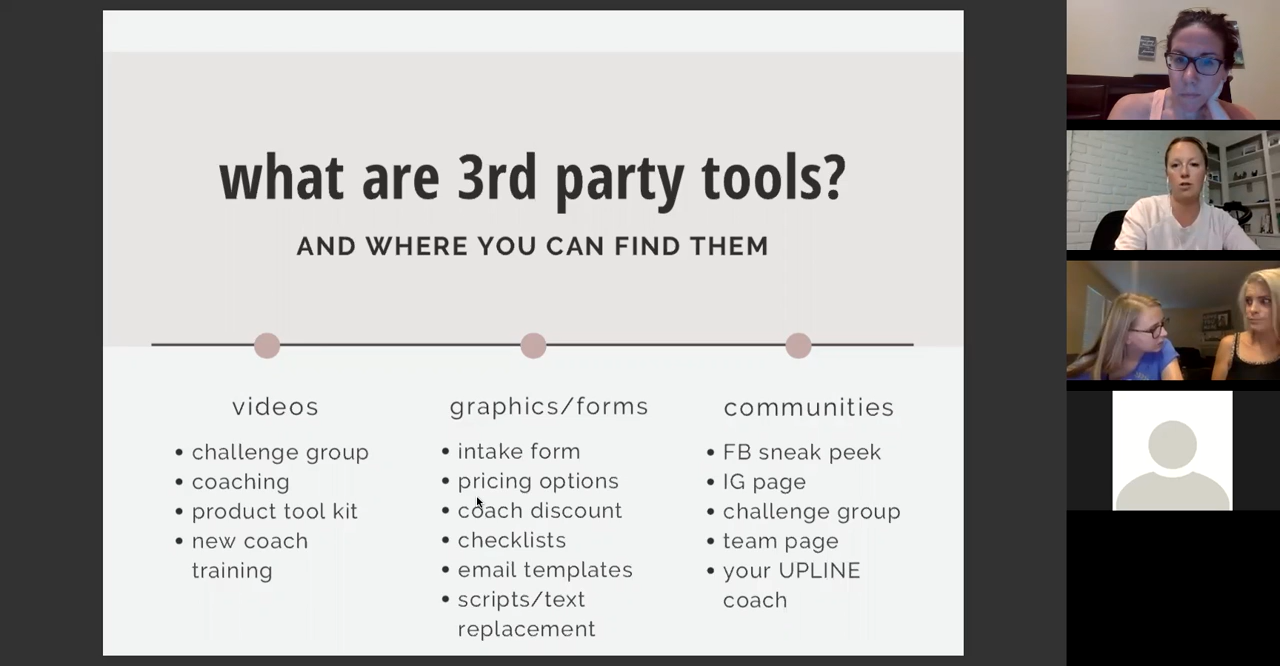 what are 3rd party tools?
AND WHERE YOU CAN FIND THEM
videos
challenge group
coaching
product tool kit
new coach
training
graphics/forms
intake form
pricing options
coach discount
checklists
email templates
scripts/text
replacement
communities
FB sneak peek
IG page
challenge group
team page
your UPLINE
coach